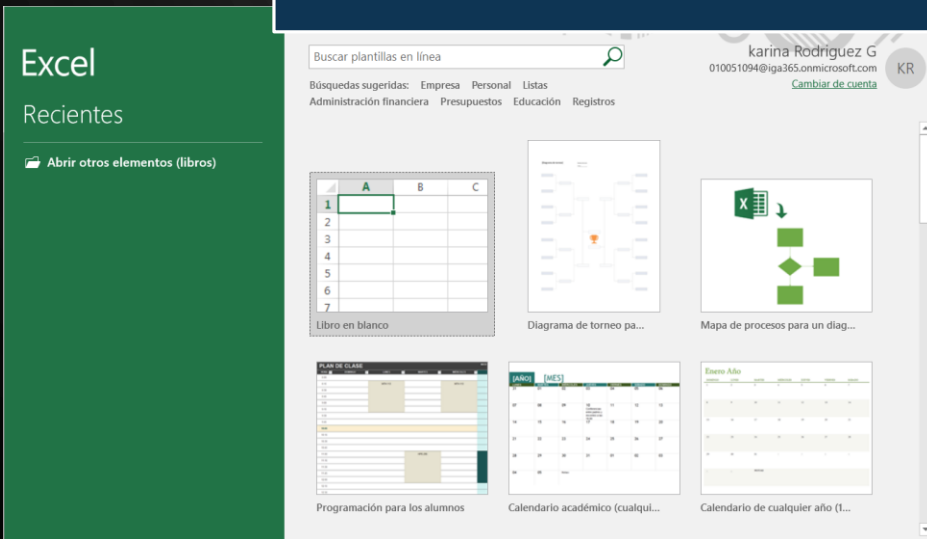 Excel
Recientes
Abrir otros elementos (libros)
Buscar plantillas en línea
karina Rodriguez G
010051094@iga365.onmicrosoft.com
KR
Cambiar de cuenta
Búsquedas sugeridas: Empresa Personal Listas
Administración financiera Presupuestos Educación Registros
A B C
1
2
3
4
5
6
7
Libro en blanco
Diagrama de torneo pa...
X
Mapa de procesos para un diag...
PLAN DE CLASE
Programación para los alumnos
[AÑO] [MES]
Calendario académico (cualqui...
Enero Año
Calendario de cualquier año (1...